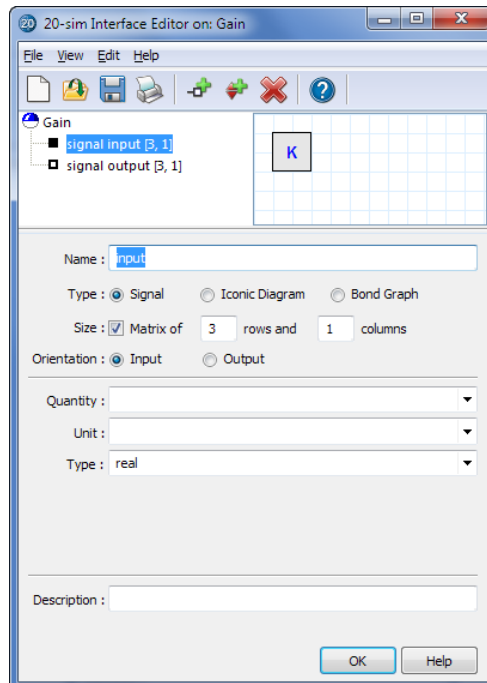 20 20-sim Interface Editor on: Gain
File View Edit Help
Gain
signal input [3, 1]
signal output [3, 1]
K
Name : input
Type : Signal Iconic Diagram Bond Graph
Size : Matrix of 3 rows and 1 columns
Orientation : Input Output
Quantity :
Unit :
Type : real
Description :
OK Help